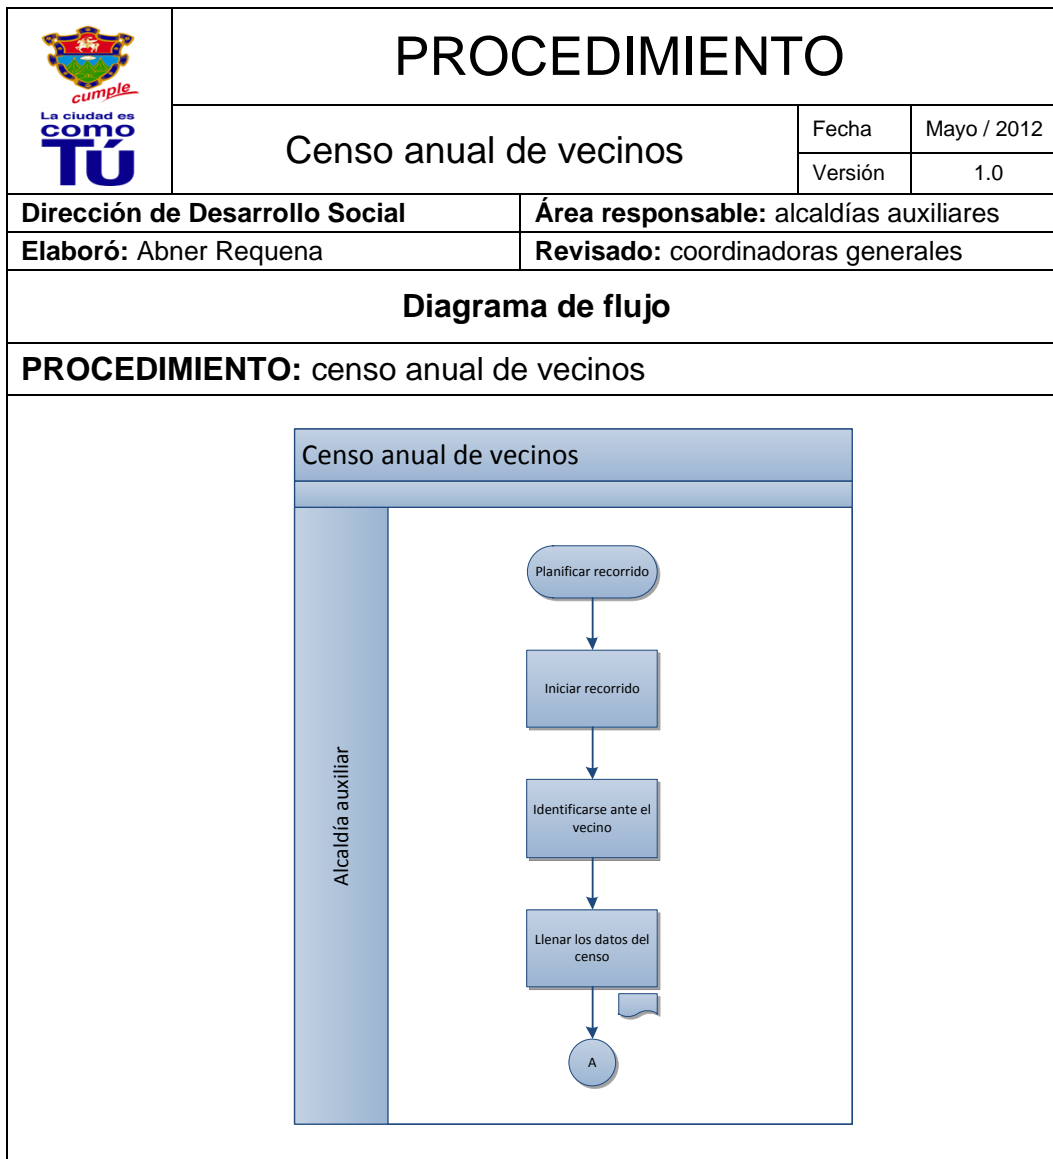 PROCEDIMIENTO
cumple
La ciudad es
como
TÚ
Censo anual de vecinos
Fecha
Mayo / 2012
Versión
1.0
Dirección de Desarrollo Social
Área responsable: alcaldías auxiliares
Elaboró: Abner Requena
Revisado: coordinadoras generales
Diagrama de flujo
PROCEDIMIENTO: censo anual de vecinos
Censo anual de vecinos
Alcaldía auxiliar
Planificar recorrido
Iniciar recorrido
Identificarse ante el
vecino
Llenar los datos del
censo
A